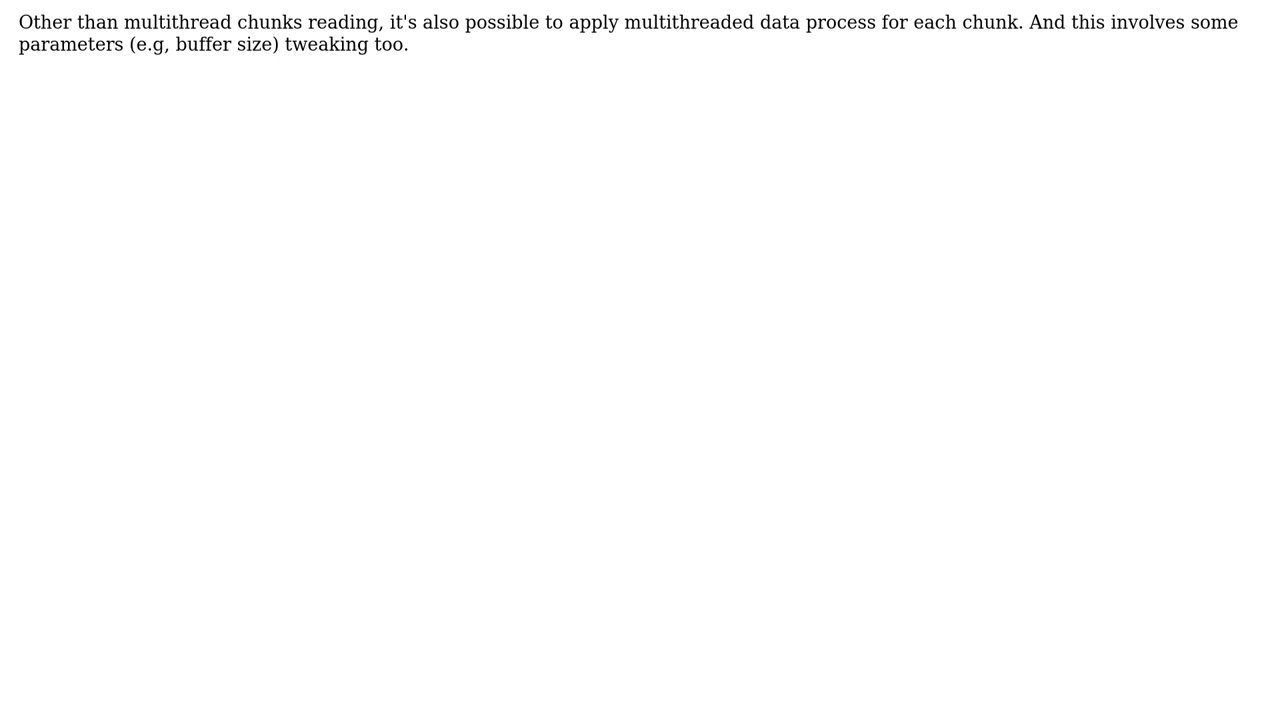 Other than multithread chunks reading, it's also possible to apply multithreaded data process for each chunk. And this involves some
parameters (e.g, buffer size) tweaking too.